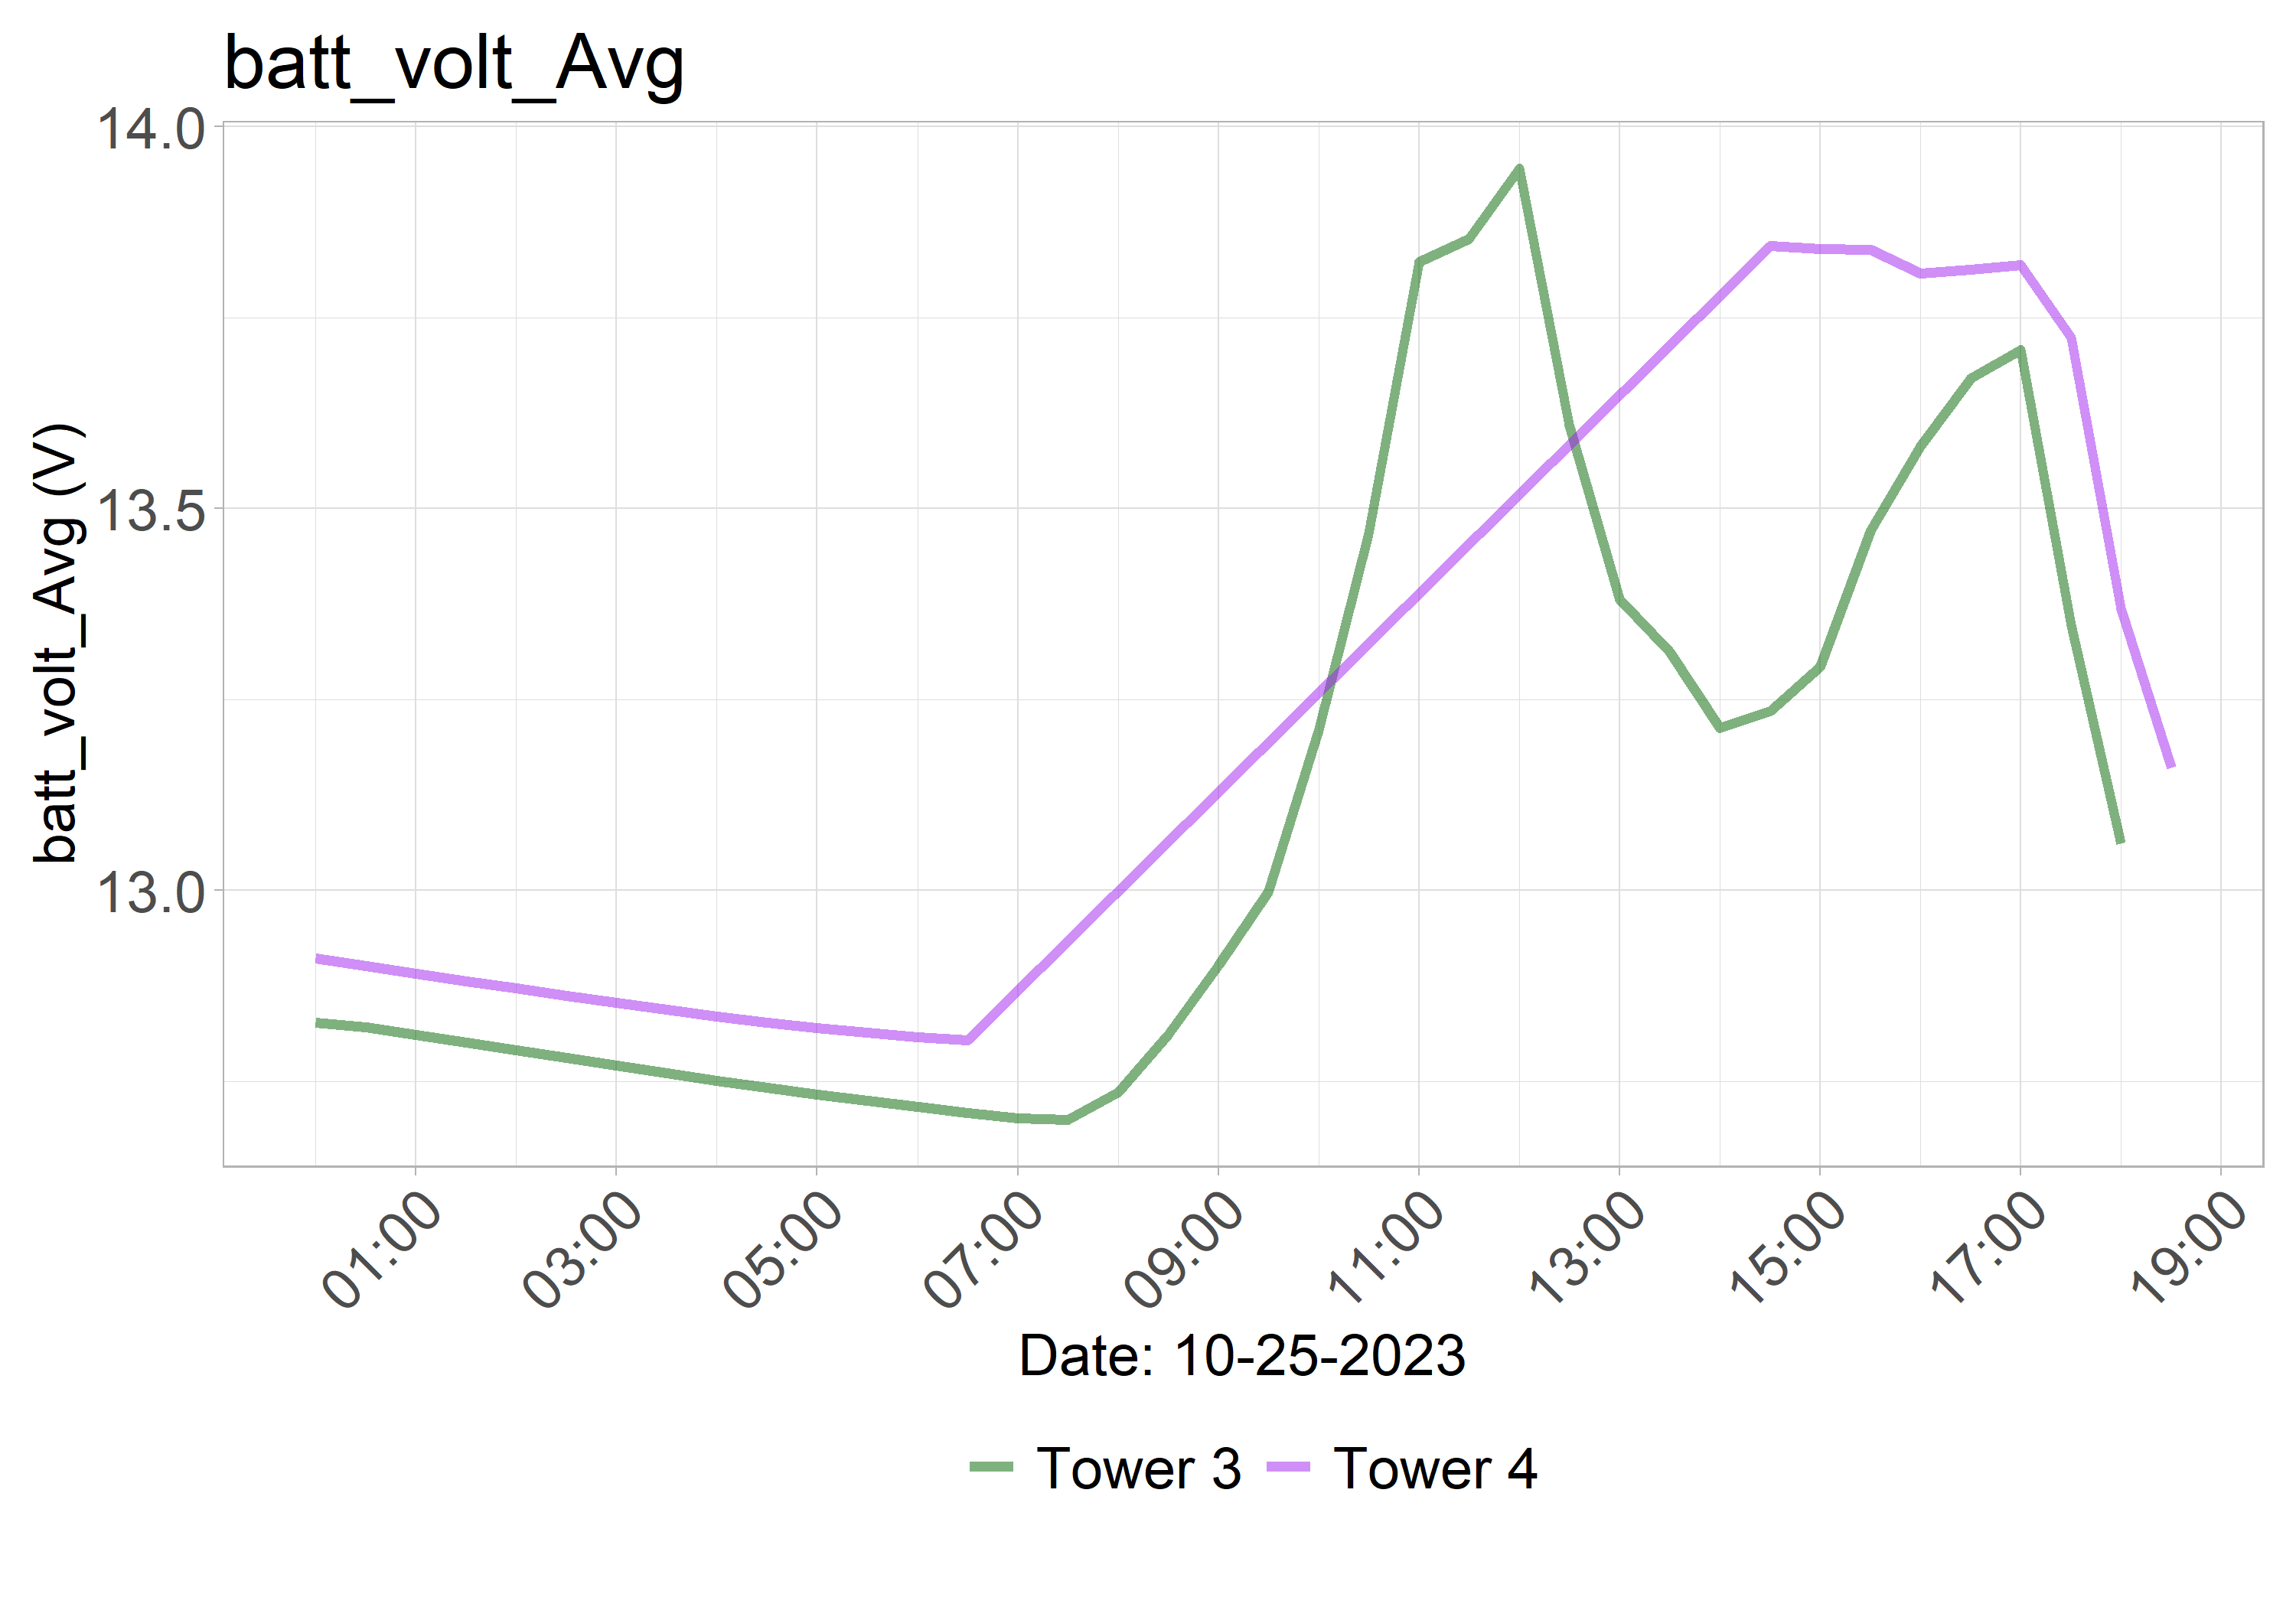 batt_volt_Avg
batt_volt_Avg (V)
14.0
13.5
13.0
01:00 03:00 05:00 07:00 09:00 11:00 13:00 15:00 17:00 19:00
Date: 10-25-2023
Tower 3 Tower 4